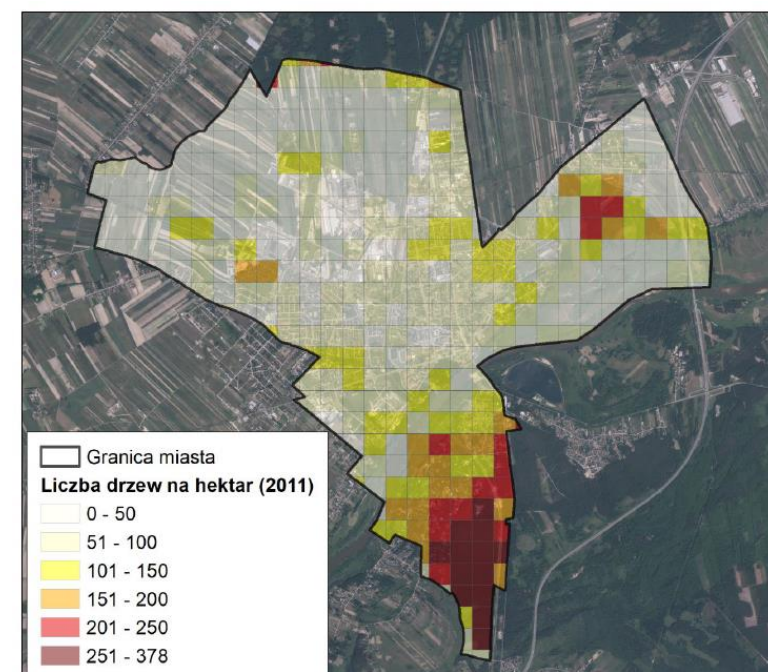 Granica miasta
Liczba drzew na hektar (2011)
0 - 50
51 - 100
101 - 150
151 - 200
201 - 250
251 - 378